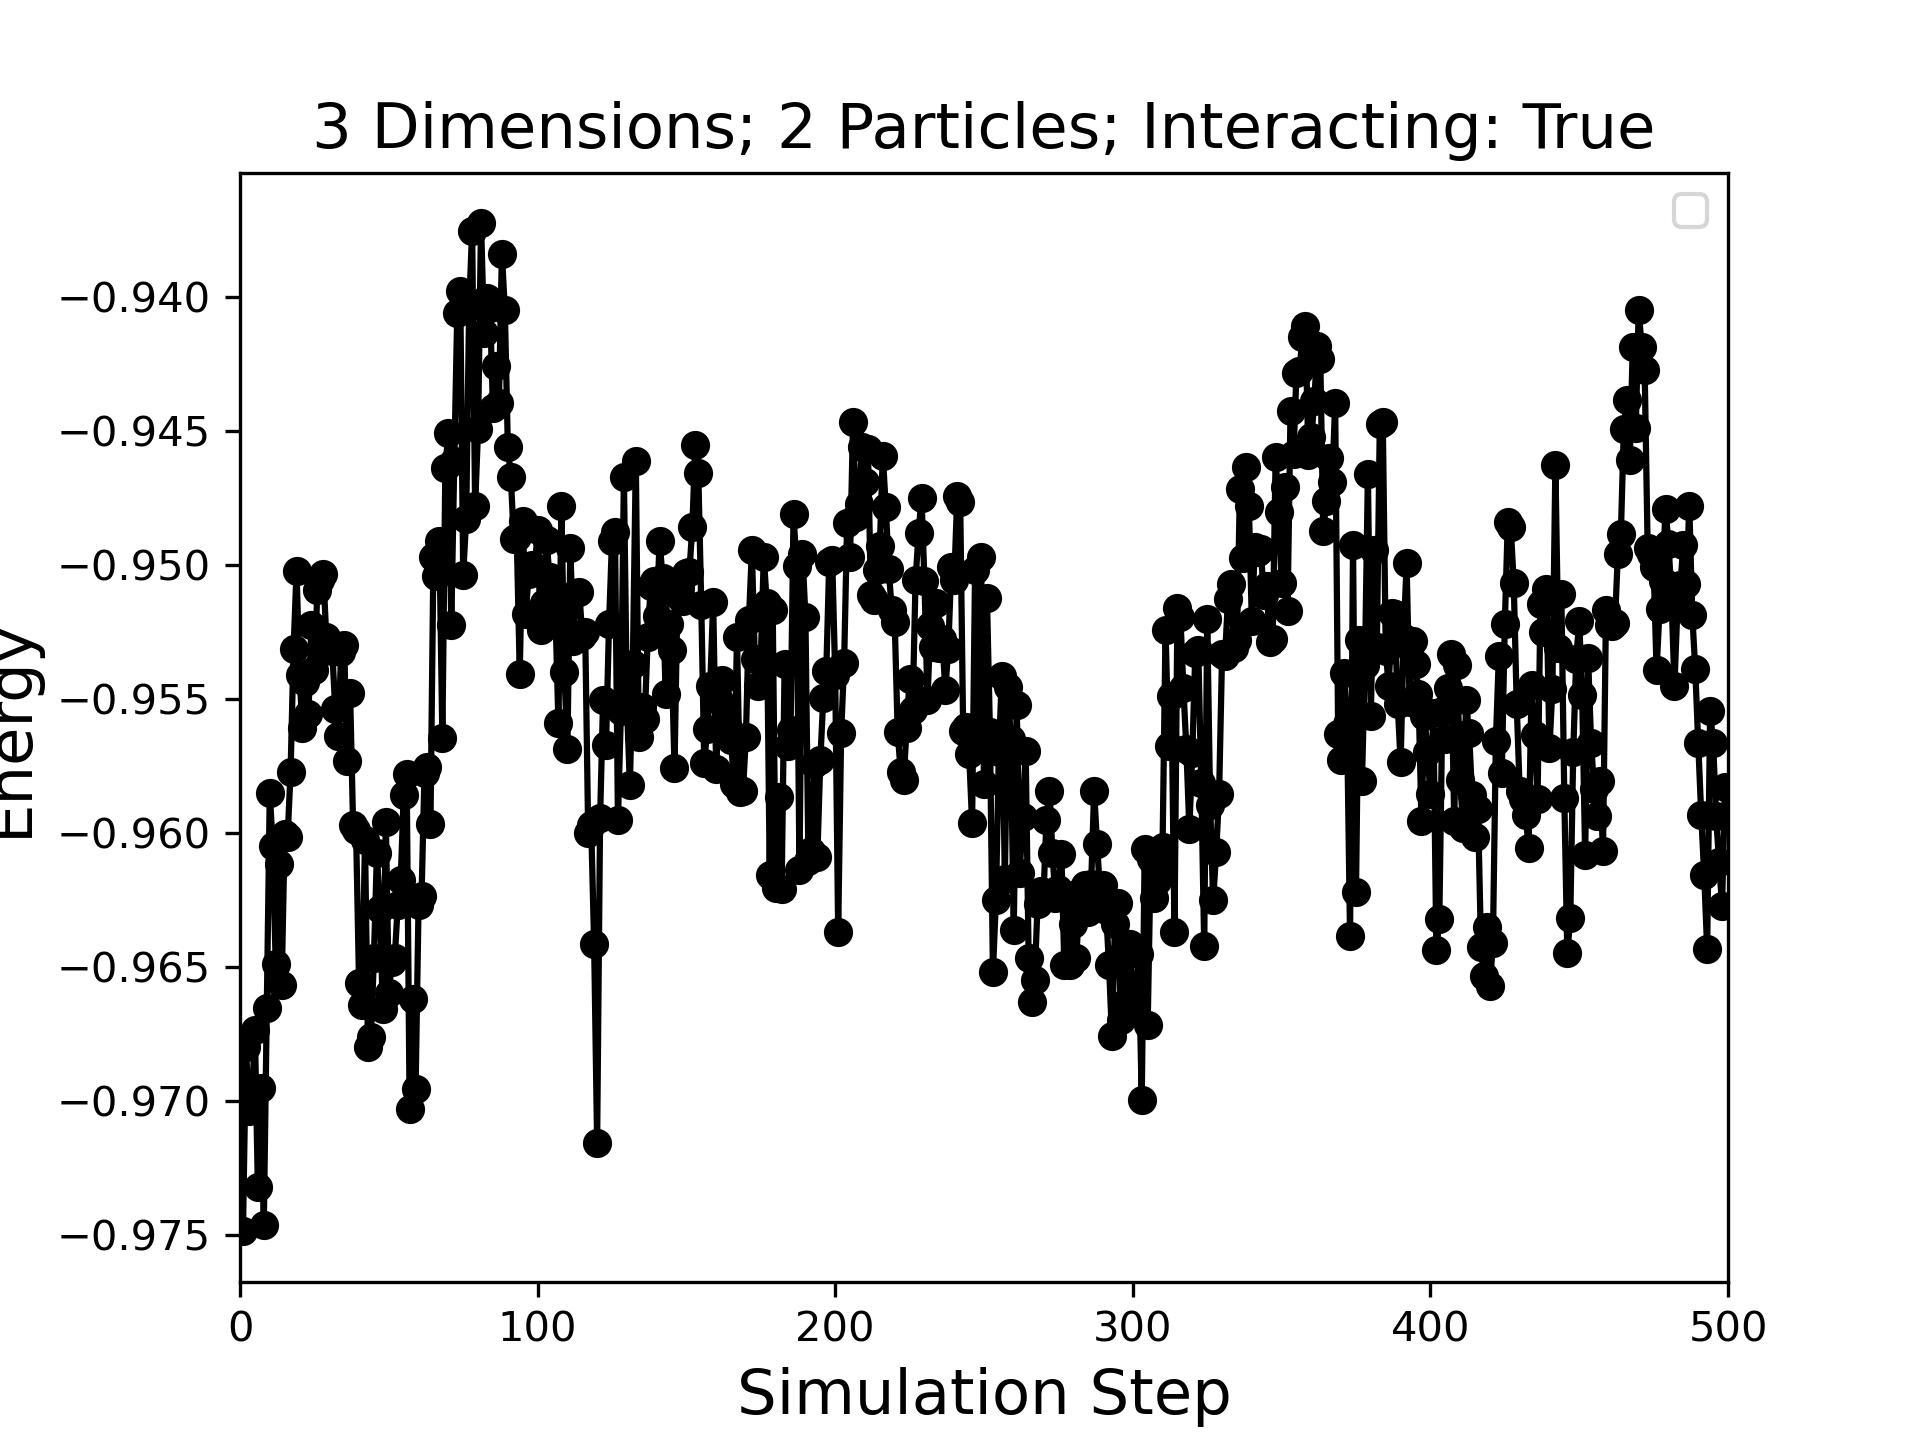 3 Dimensions; 2 Particles; Interacting: True
−0.940
−0.945
−0.950
−0.955
−0.960
−0.965
−0.970
−0.975
Energy
0 100 200 300 400 500
Simulation Step